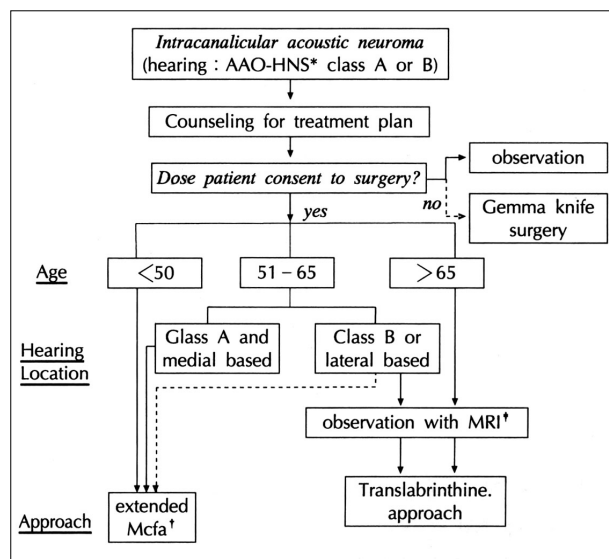 Intracanalicular acoustic neuroma
(hearing : AAO-HNS* class A or B)
Counseling for treatment plan
Dose patient consent to surgery?
observation
yes
no
Gemma knife
surgery
Age
<50
51 – 65
>65
Hearing
Location
Glass A and
medial based
Class B or
lateral based
observation with MRI‡
Approach
extended
Mcfa†
Translabrinthine.
approach